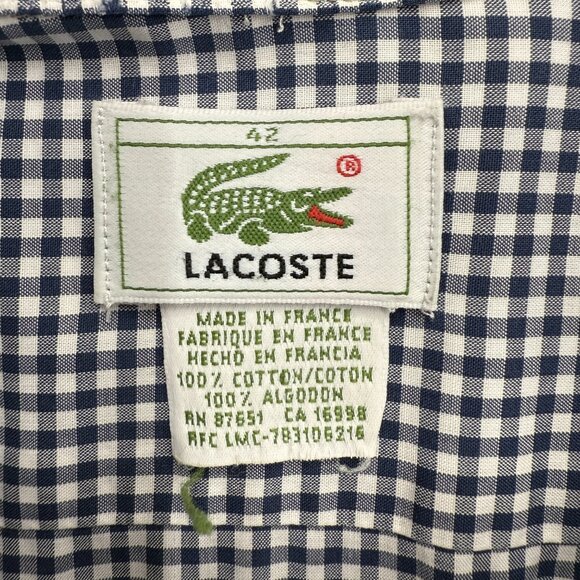 42
®
LACOSTE
MADE IN FRANCE
FABRIQUE EN FRANCE
HECHO EN FRANCIA
100% COTTON/COTON
100% ALGODON
RN 87651 CA 16998
RFC LMC-783106216